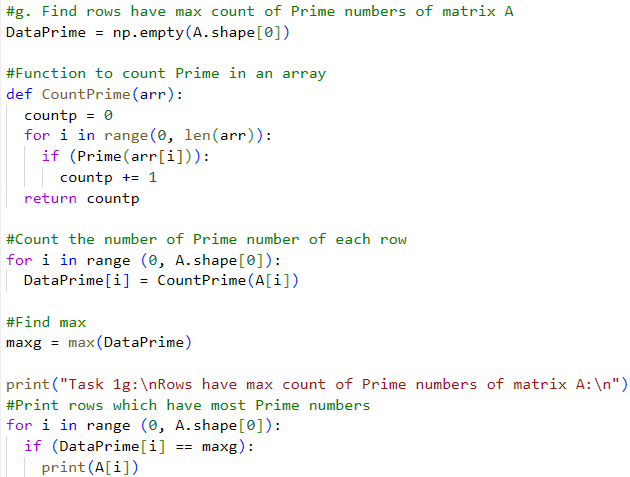 #g. Find rows have max count of Prime numbers of matrix A
DataPrime = np.empty(A.shape[0])

#Function to count Prime in an array
def CountPrime(arr):
  countp = 0
  for i in range(0, len(arr)):
    if (Prime(arr[i])):
      countp += 1
  return countp

#Count the number of Prime number of each row
for i in range (0, A.shape[0]):
  DataPrime[i] = CountPrime(A[i])

#Find max
maxg = max(DataPrime)

print("Task 1g:\nRows have max count of Prime numbers of matrix A:\n")
#Print rows which have most Prime numbers
for i in range (0, A.shape[0]):
  if (DataPrime[i] == maxg):
    print(A[i])